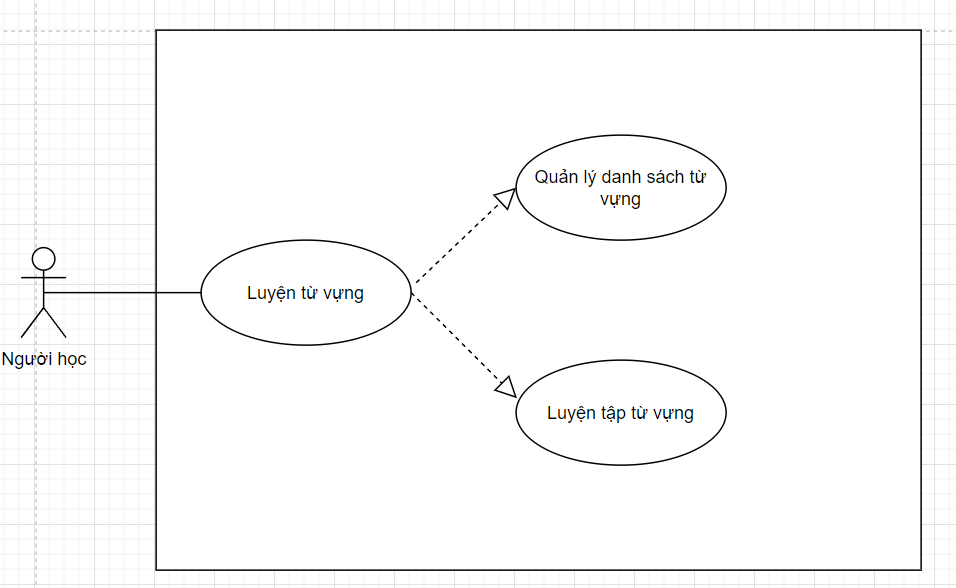 Quản lý danh sách từ
vựng
Luyện từ vựng
Người học
Luyện tập từ vựng